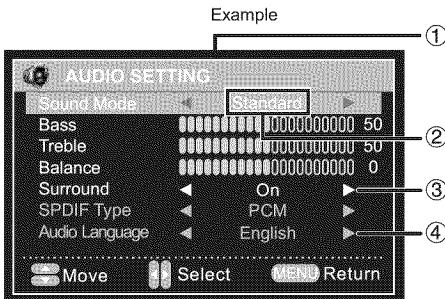 Example
①
AUDIO SETTING
Sound Mode Standard
②
Bass 50
Treble 50
Balance 0
Surround On
③
SPDIF Type PCM
Audio Language English
④
Move Select MENU Return